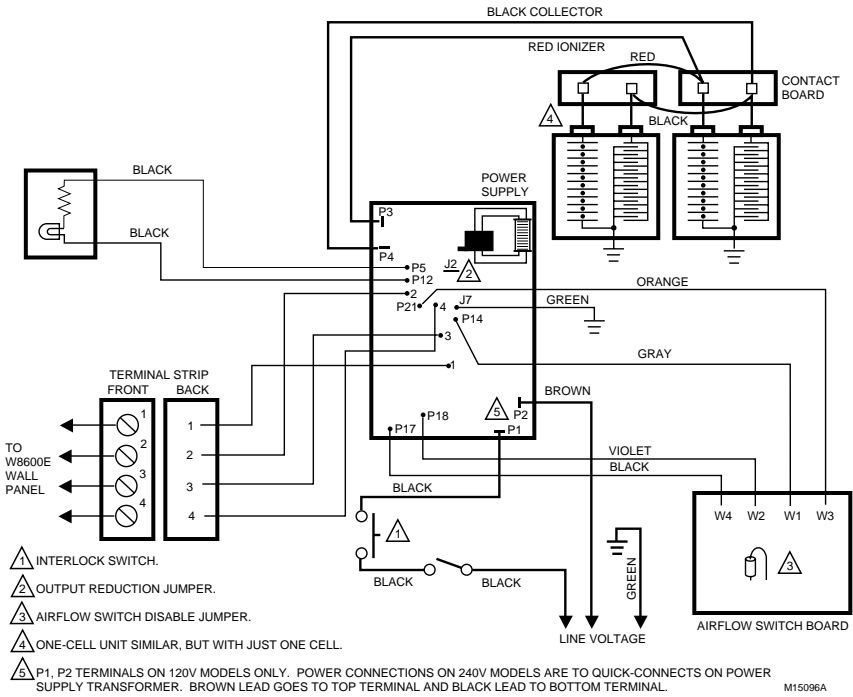 BLACK COLLECTOR
RED IONIZER
RED
CONTACT
BOARD
4
BLACK
BLACK
BLACK
POWER
SUPPLY
P3
P4
J2
2
P5
P12
2
P21
4
J7
P14
3
1
ORANGE
GREEN
GRAY
BROWN
5
P2
P1
P18
P17
VIOLET
BLACK
TERMINAL STRIP
FRONT BACK
1
2
3
4
1
2
3
4
TO
W8600E
WALL
PANEL
BLACK
1
BLACK
BLACK
GREEN
LINE VOLTAGE
W4 W2 W1 W3
3
AIRFLOW SWITCH BOARD
1 INTERLOCK SWITCH.
2 OUTPUT REDUCTION JUMPER.
3 AIRFLOW SWITCH DISABLE JUMPER.
4 ONE-CELL UNIT SIMILAR, BUT WITH JUST ONE CELL.
5 P1, P2 TERMINALS ON 120V MODELS ONLY. POWER CONNECTIONS ON 240V MODELS ARE TO QUICK-CONNECTS ON POWER
SUPPLY TRANSFORMER. BROWN LEAD GOES TO TOP TERMINAL AND BLACK LEAD TO BOTTOM TERMINAL.
M15096A